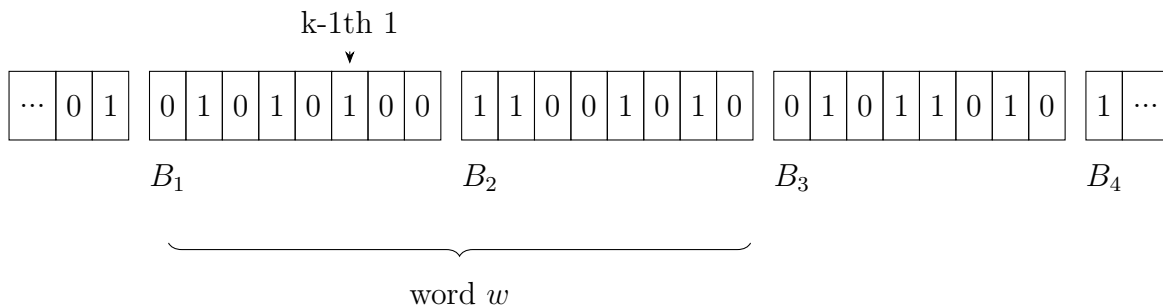 k-1th 1
... 0 1 0 1 0 1 0 1 0 0 1 1 0 0 1 0 1 0 0 1 0 1 1 0 1 0 1 ...
B₁ B₂ B₃ B₄
word w